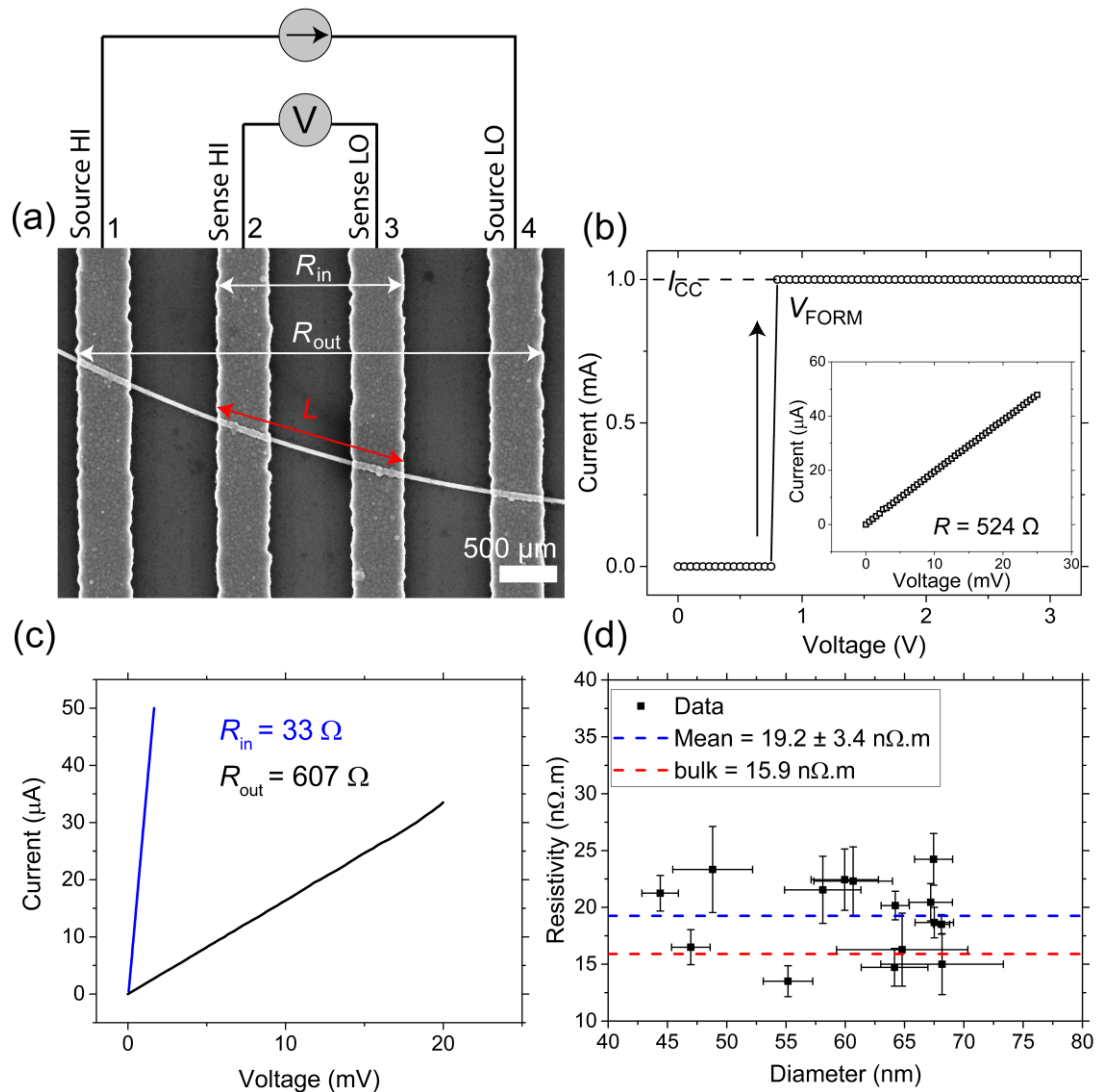 V
Source HI
Sense HI
Sense LO
Source LO
(a)
1
2
3
4
R_in
R_out
L
500 µm
(b)
Current (mA)
1.0
0.5
0.0
I_CC
V_FORM
Current (µA)
60
40
20
0
R = 524 Ω
0
10
20
30
Voltage (mV)
0
1
2
3
Voltage (V)
(c)
Current (µA)
50
40
30
20
10
0
R_in = 33 Ω
R_out = 607 Ω
0
10
20
Voltage (mV)
(d)
Resistivity (nΩ.m)
40
35
30
25
20
15
10
Data
Mean = 19.2 ± 3.4 nΩ.m
bulk = 15.9 nΩ.m
40 45 50 55 60 65 70 75 80
Diameter (nm)